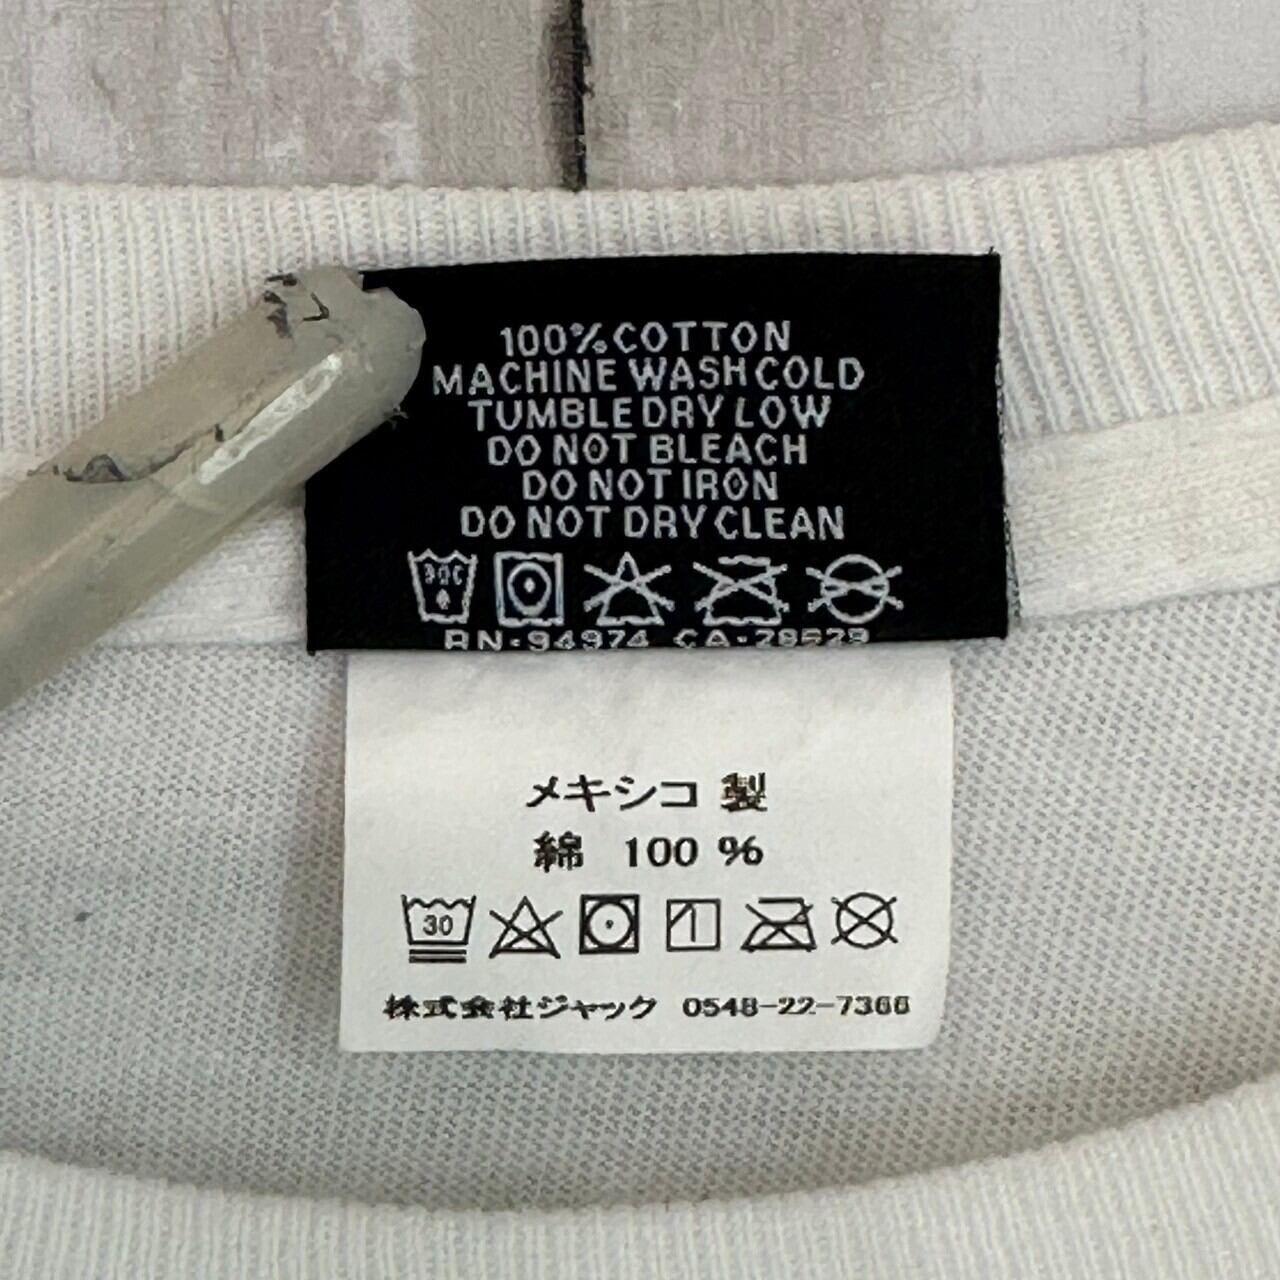 100% COTTON
MACHINE WASH COLD
TUMBLE DRY LOW
DO NOT BLEACH
DO NOT IRON
DO NOT DRY CLEAN
30C
RN·94974 CA·28529
メキシコ 製
綿 100 %
30
株式会社ジャック 0548-22-7366